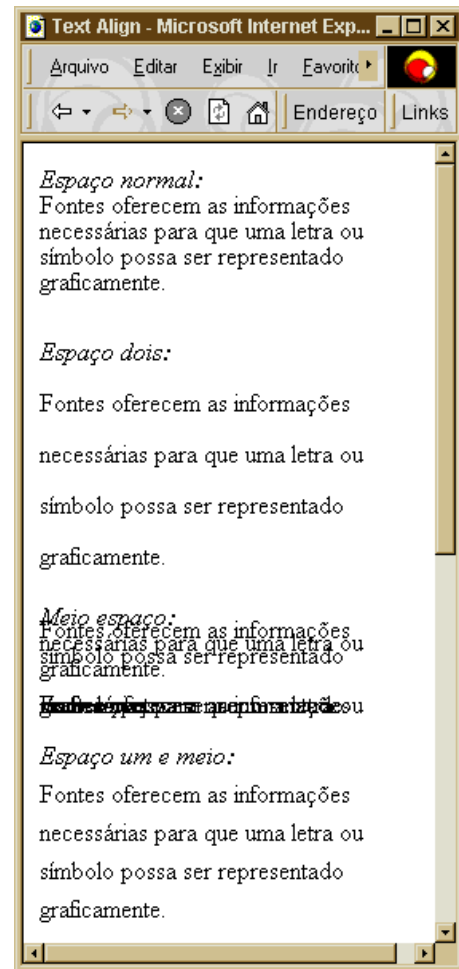 Text Align - Microsoft Internet Exp...
Arquivo Editar Exibir Ir Favorito
Endereço Links
Espaço normal:
Fontes oferecem as informações
necessárias para que uma letra ou
símbolo possa ser representado
graficamente.
Espaço dois:
Fontes oferecem as informações
necessárias para que uma letra ou
símbolo possa ser representado
graficamente.
Meio espaço:
Fontes oferecem as informações
necessárias para que uma letra ou
símbolo possa ser representado
graficamente.
Espaço um e meio:
Fontes oferecem as informações
necessárias para que uma letra ou
símbolo possa ser representado
graficamente.